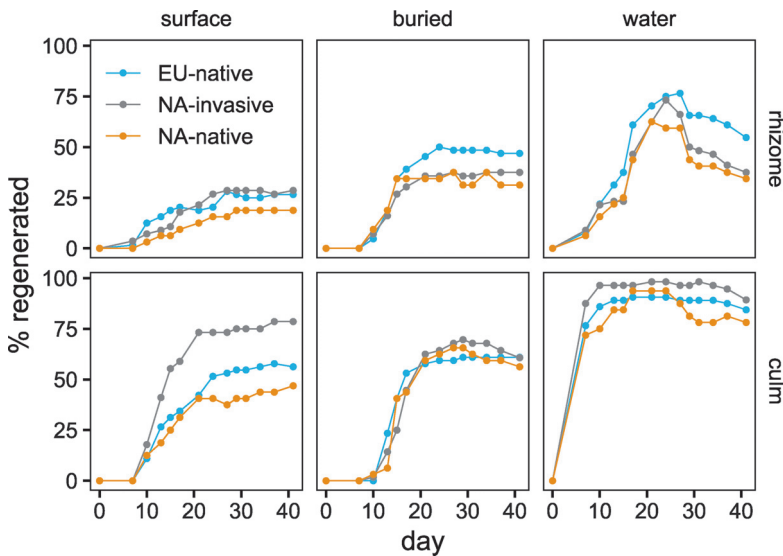 surface buried water
100
75
50
25
0
EU-native
NA-invasive
NA-native
rhizome
100
75
50
25
0
culm
% regenerated
0 10 20 30 40 0 10 20 30 40 0 10 20 30 40
day